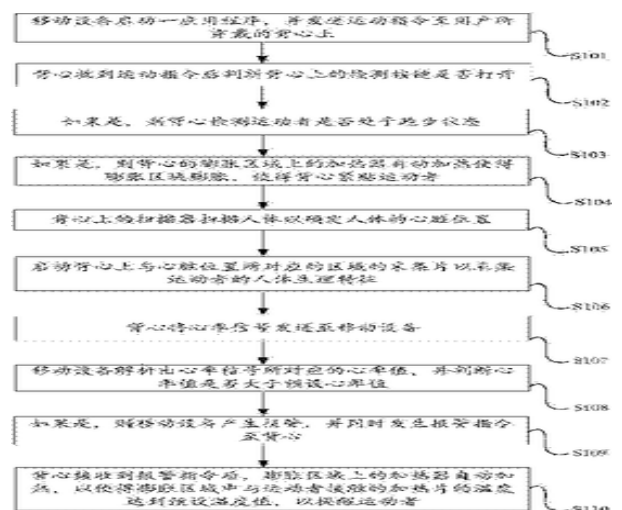 移动设备启动一应用程序，并发送运动指令至用户所
穿戴的背心上
S101
背心接到运动指令后判断背心上的检测按键是否打开
S102
如果是，则背心检测运动者是否处于跑步状态
S103
如果是，则背心的膨胀区域上的加热器自动加热使得
膨胀区域膨胀，使得背心紧贴运动者
S104
背心上的扫描器扫描人体以确定人体的心脏位置
S105
启动背心上与心脏位置所对应的区域的采集片以采集
运动者的人体生理特征
S106
背心将心率信号发送至移动设备
S107
移动设备解析出心率信号所对应的心率值，并判断心
率值是否大于预设心率值
S108
如果是，则移动设备产生报警，并同时发生报警指令
至背心
S109
背心接收到报警指令后，膨胀区域上的加热器自动加
热，以使得膨胀区域中与运动者接触的加热片的温度
达到预设温度值，以提醒运动者
S110